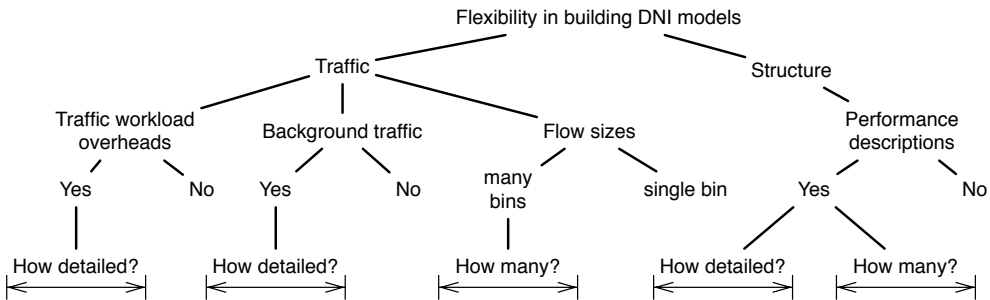 Flexibility in building DNI models
Traffic
Structure
Traffic workload
overheads
Background traffic
Flow sizes
Performance
descriptions
Yes
No
Yes
No
many
bins
single bin
Yes
No
How detailed?
How detailed?
How many?
How detailed?
How many?